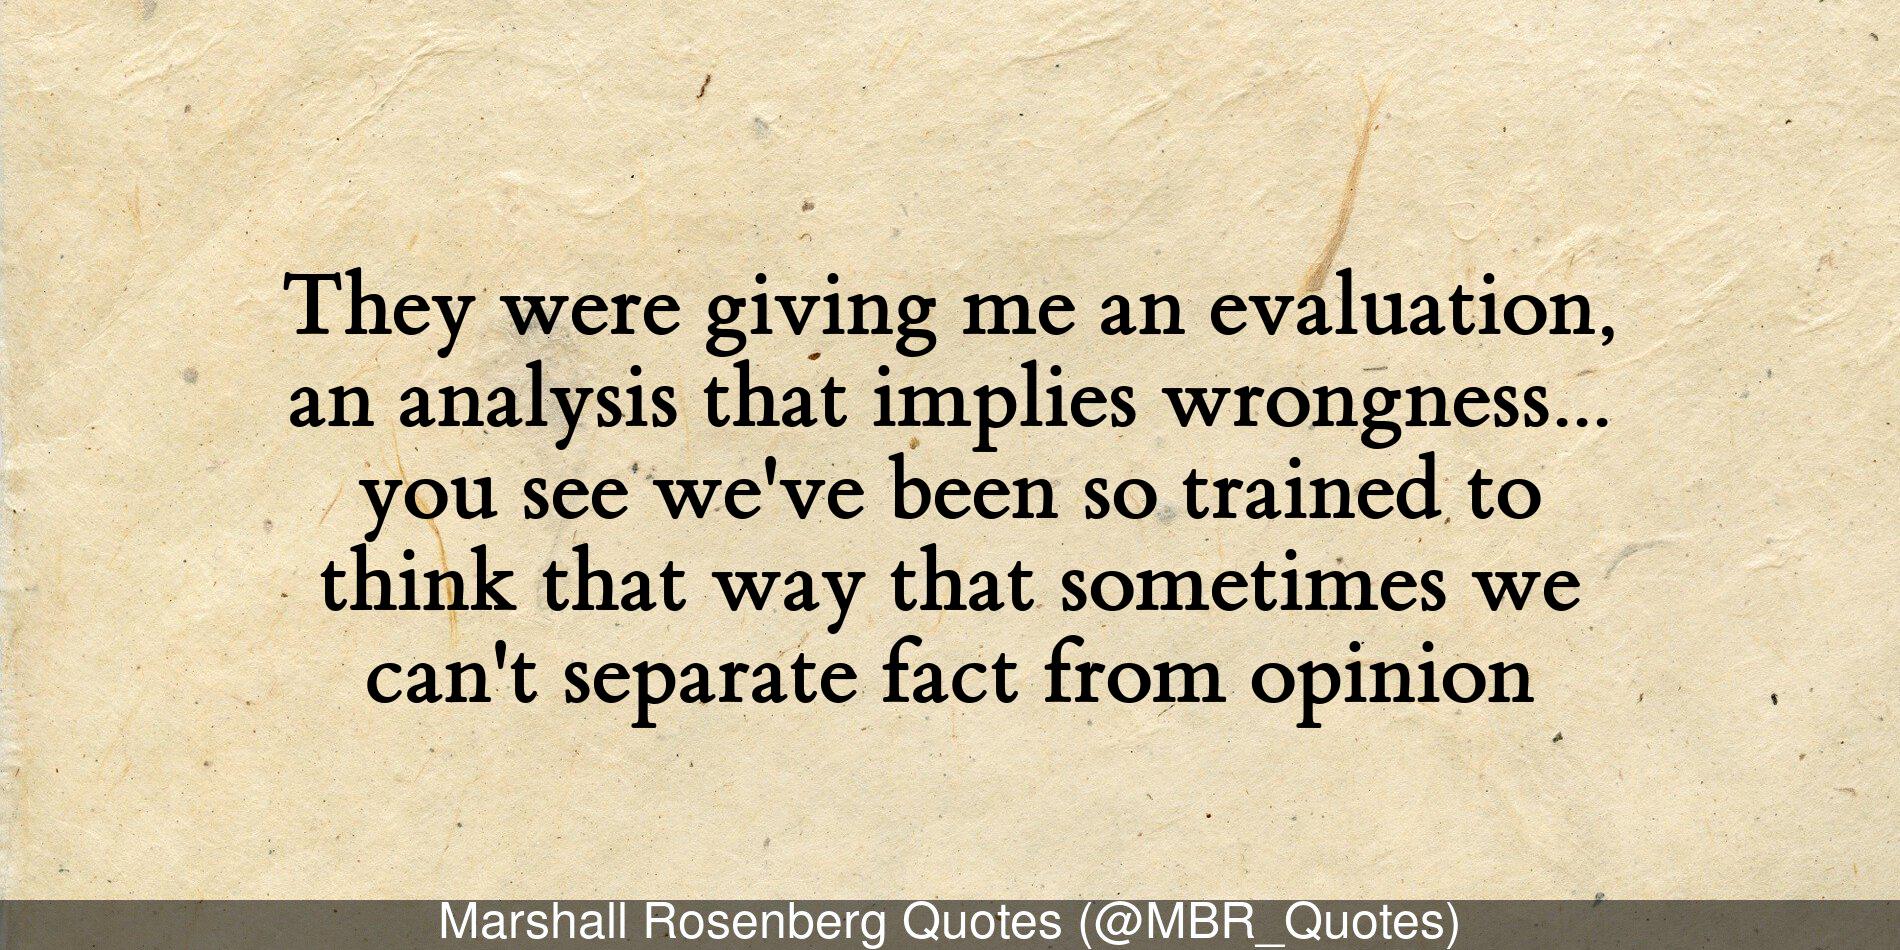 They were giving me an evaluation,
an analysis that implies wrongness...
you see we've been so trained to
think that way that sometimes we
can't separate fact from opinion
Marshall Rosenberg Quotes (@MBR_Quotes)